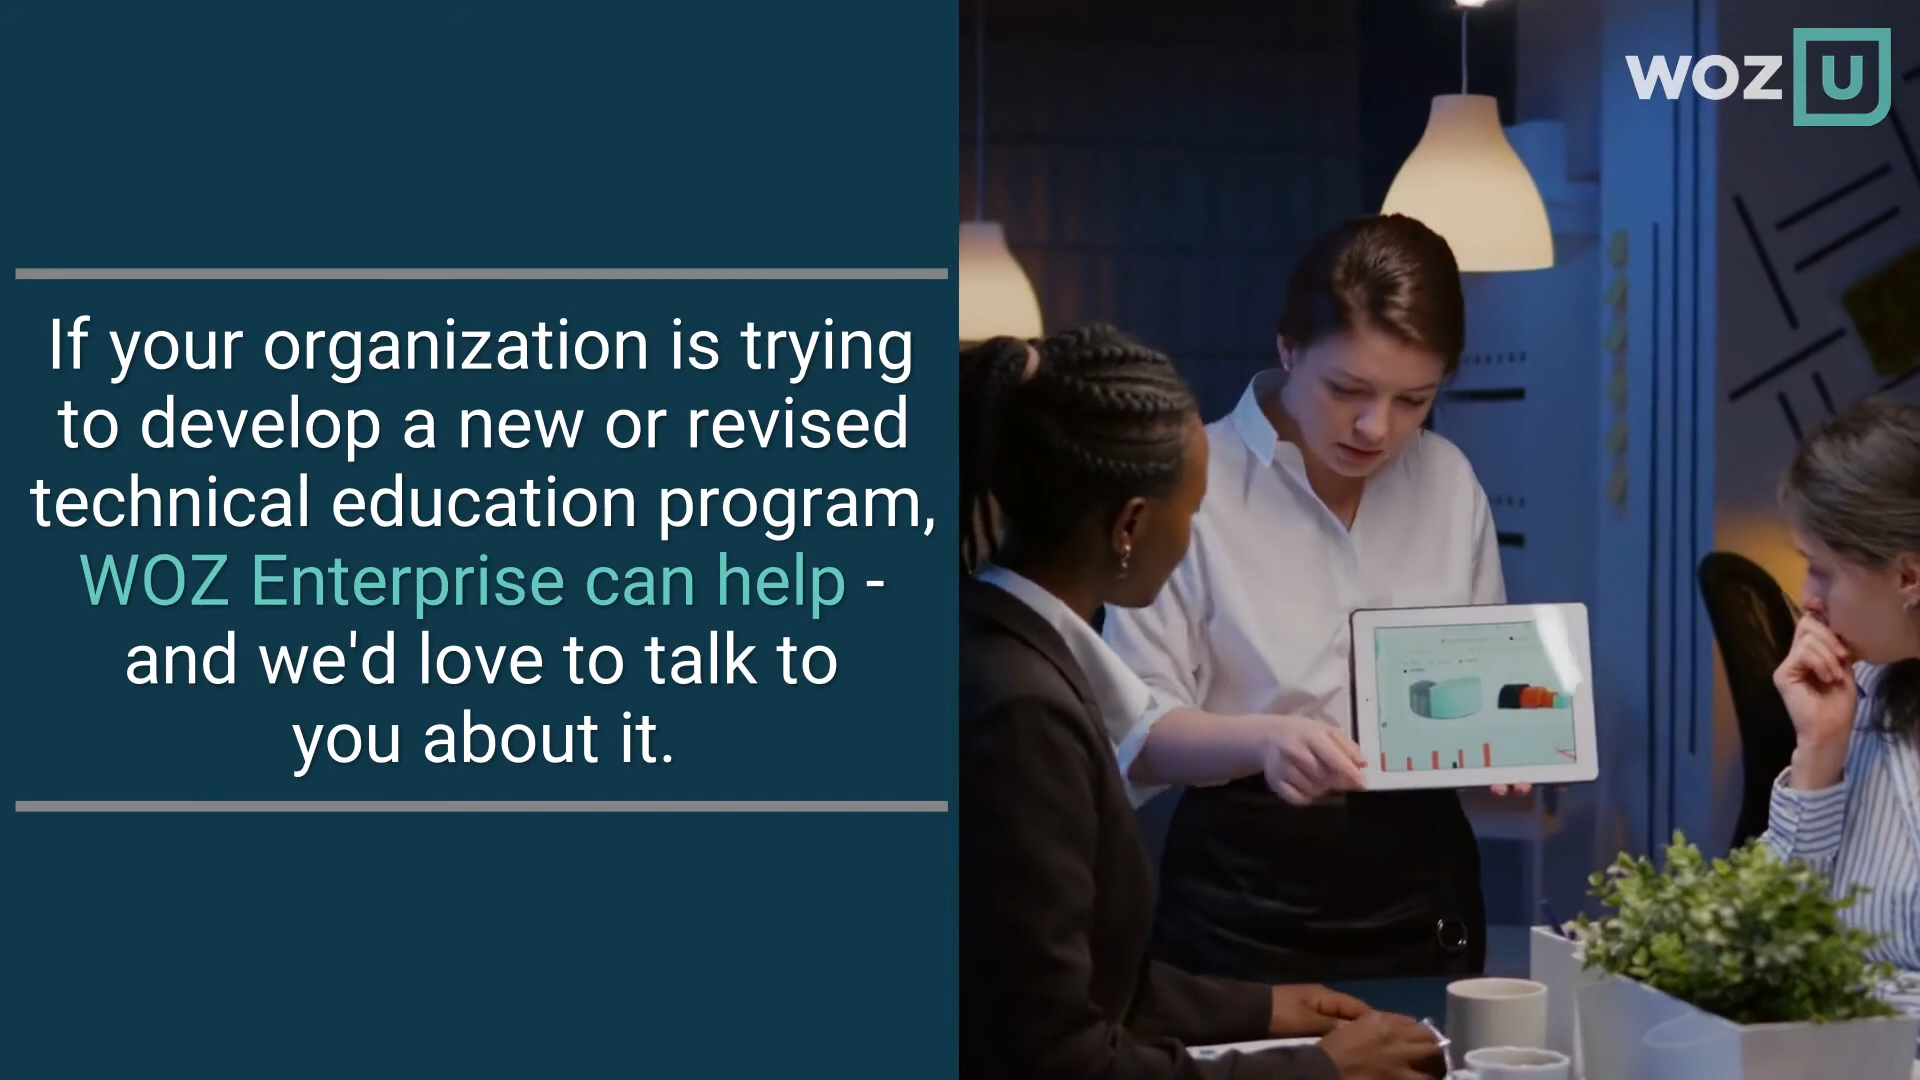 WOZ U
If your organization is trying
to develop a new or revised
technical education program,
WOZ Enterprise can help -
and we'd love to talk to
you about it.